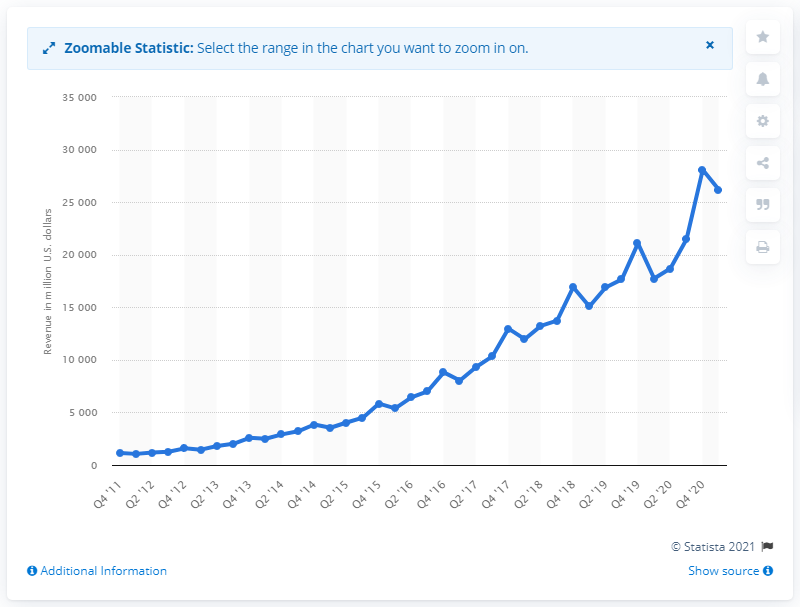 Zoomable Statistic: Select the range in the chart you want to zoom in on. ×
35 000
30 000
25 000
20 000
15 000
10 000
5 000
0
Revenue in million U.S. dollars
Q4 '11
Q2 '12
Q4 '12
Q2 '13
Q4 '13
Q2 '14
Q4 '14
Q2 '15
Q4 '15
Q2 '16
Q4 '16
Q2 '17
Q4 '17
Q2 '18
Q4 '18
Q2 '19
Q4 '19
Q2 '20
Q4 '20
© Statista 2021
Additional Information
Show source